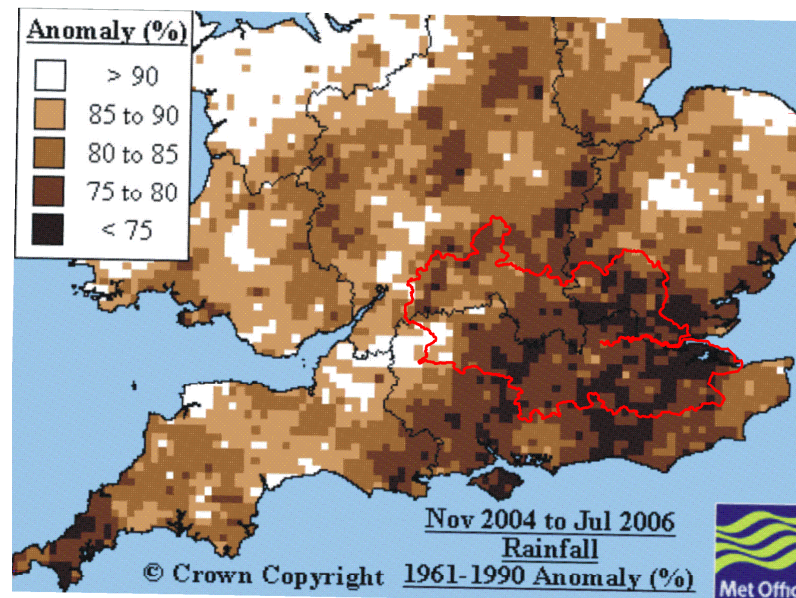 Anomaly (%)
> 90
85 to 90
80 to 85
75 to 80
< 75
Nov 2004 to Jul 2006
Rainfall
© Crown Copyright 1961-1990 Anomaly (%)
Met Offic